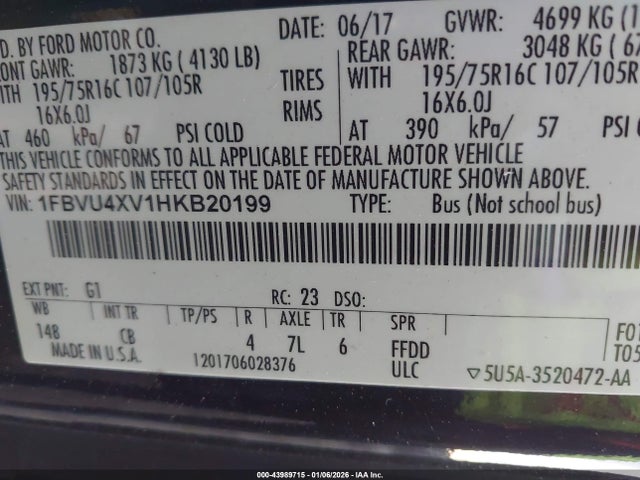 D. BY FORD MOTOR CO. 06/17 GVWR: 4699 KG (1
ONT GAWR: 1873 KG ( 4130 LB) REAR GAWR: 3048 KG ( 67
WITH 195/75R16C 107/105R TIRES WITH 195/75R16C 107/105R
16X6.0J RIMS 16X6.0J
AT 460 kPa/ 67 PSI COLD AT 390 kPa/ 57 PSI C
THIS VEHICLE CONFORMS TO ALL APPLICABLE FEDERAL MOTOR VEHICLE
SAFETY STANDARDS IN EFFECT ON THE DATE OF MANUFACTURE SHOWN ABOVE.
VIN: 1FBVU4XV1HKB20199 TYPE: Bus (Not school bus)
EXT PNT: G1 RC: 23 DSO:
WB INT TR TP/PS R AXLE TR SPR
148 CB 4 7L 6 FFDD F01
MADE IN U.S.A. 1201706028376 ULC T05
▽5U5A-3520472-AA
000-43989715 - 01/06/2026 - IAA Inc.